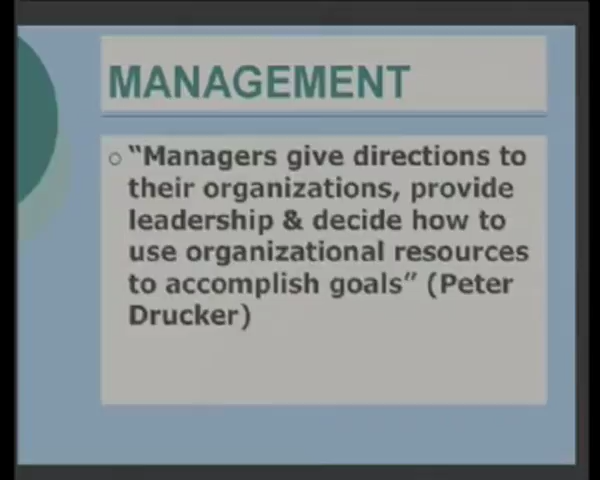 MANAGEMENT
○ “Managers give directions to
their organizations, provide
leadership & decide how to
use organizational resources
to accomplish goals” (Peter
Drucker)